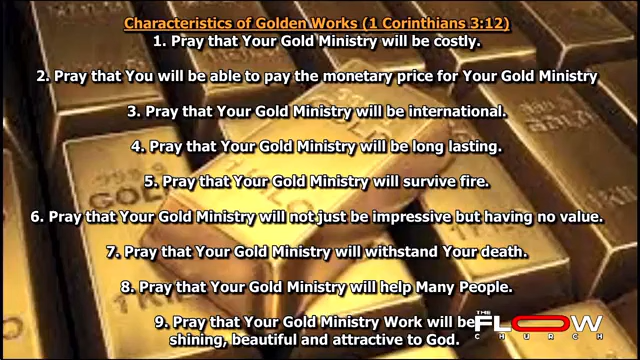 Characteristics of Golden Works (1 Corinthians 3:12)
1. Pray that Your Gold Ministry will be costly.
2. Pray that You will be able to pay the monetary price for Your Gold Ministry
3. Pray that Your Gold Ministry will be international.
4. Pray that Your Gold Ministry will be long lasting.
5. Pray that Your Gold Ministry will survive fire.
6. Pray that Your Gold Ministry will not just be impressive but having no value.
7. Pray that Your Gold Ministry will withstand Your death.
8. Pray that Your Gold Ministry will help Many People.
9. Pray that Your Gold Ministry Work will be
shining, beautiful and attractive to God.
THE
FLOW
CHURCH
GOLD